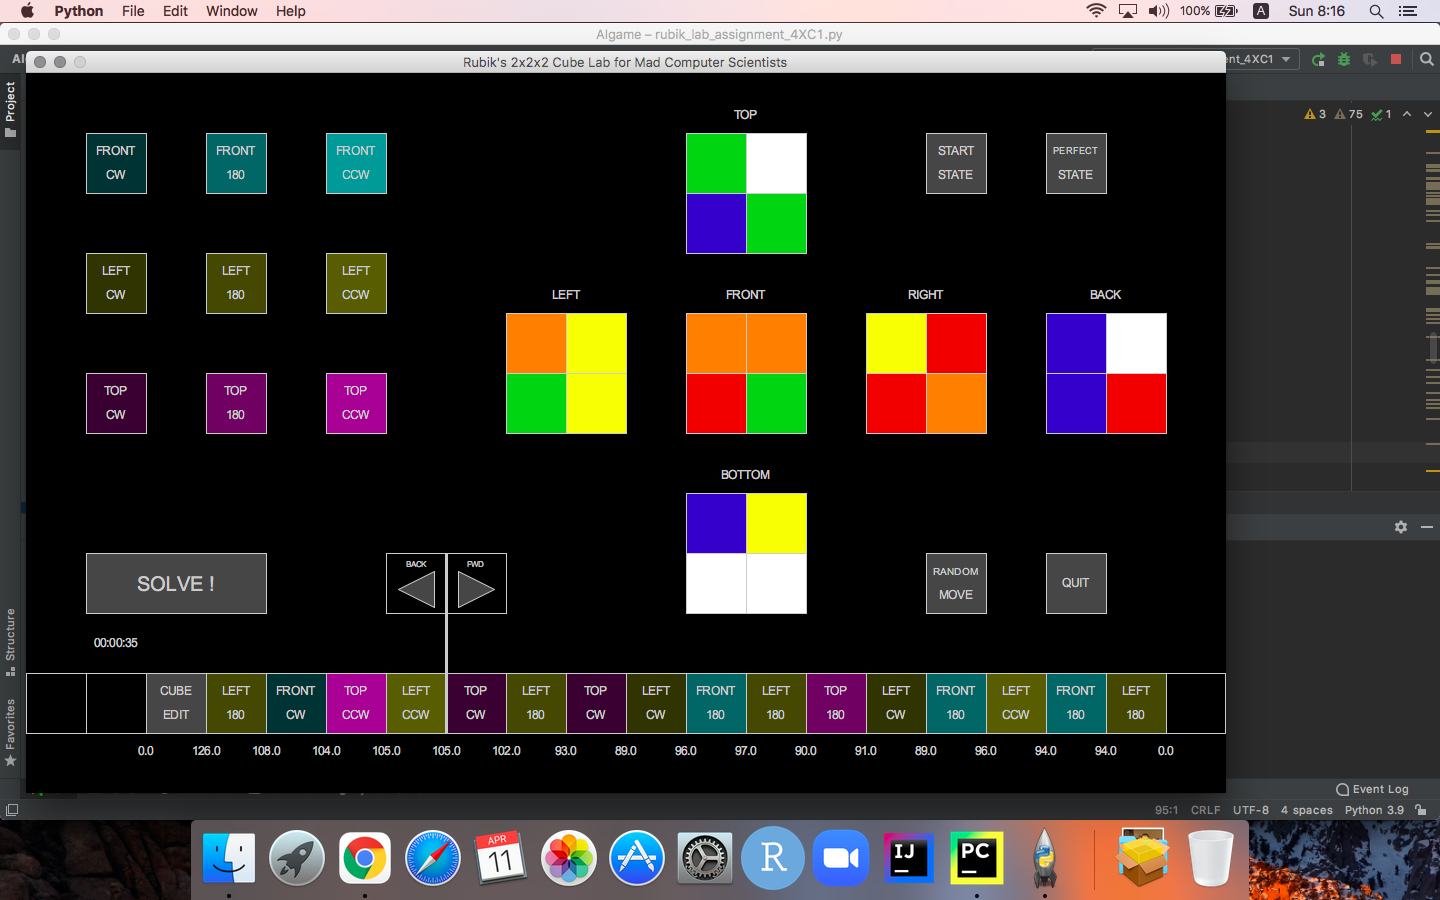 Python File Edit Window Help
100% A Sun 8:16
AIgame – rubik_lab_assignment_4XC1.py
Rubik's 2x2x2 Cube Lab for Mad Computer Scientists
AI
nt_4XC1
Project
3 75 1
TOP
FRONT CW
FRONT 180
FRONT CCW
START STATE
PERFECT STATE
LEFT CW
LEFT 180
LEFT CCW
LEFT FRONT RIGHT BACK
TOP CW
TOP 180
TOP CCW
BOTTOM
SOLVE !
BACK FWD
RANDOM MOVE
QUIT
00:00:35
Structure
Favorites
CUBE LEFT FRONT TOP LEFT TOP LEFT TOP LEFT FRONT LEFT TOP LEFT FRONT LEFT FRONT LEFT
EDIT 180 CW CCW CCW CW 180 CW CW 180 180 180 CW 180 CCW 180 180
0.0 126.0 108.0 104.0 105.0 105.0 102.0 93.0 89.0 96.0 97.0 90.0 91.0 89.0 96.0 94.0 94.0 0.0
Event Log
95:1 CRLF UTF-8 4 spaces Python 3.9
APR
11
R
IJ
PC